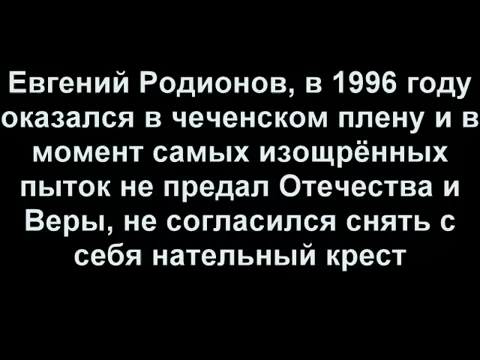 Евгений Родионов, в 1996 году
оказался в чеченском плену и в
момент самых изощрённых
пыток не предал Отечества и
Веры, не согласился снять с
себя нательный крест